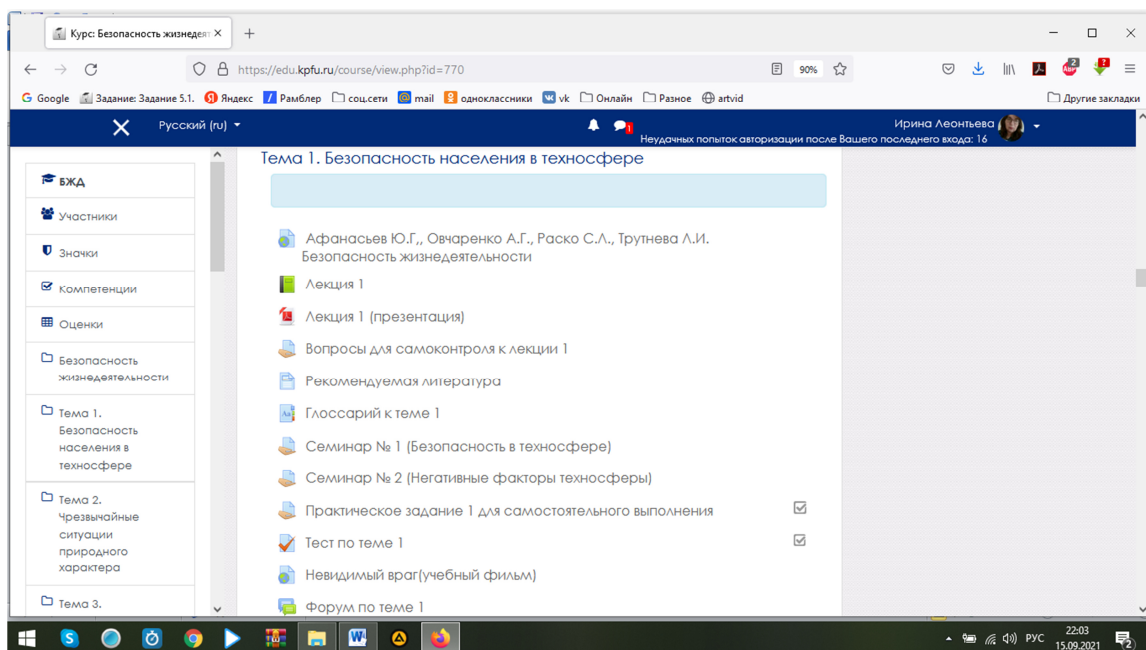 Курс: Безопасность жизнедеят
https://edu.kpfu.ru/course/view.php?id=770
90%
ABP
2
?
Google
Задание: Задание 5.1.
Яндекс
Рамблер
соц.сети
mail
одноклассники
vk
Онлайн
Разное
artvid
Другие закладки
Русский (ru)
1
Ирина Леонтьева
Неудачных попыток авторизации после Вашего последнего входа: 16
БЖД
Участники
Значки
Компетенции
Оценки
Безопасность
жизнедеятельности
Тема 1.
Безопасность
населения в
техносфере
Тема 2.
Чрезвычайные
ситуации
природного
характера
Тема 3.
Тема 1. Безопасность населения в техносфере
Афанасьев Ю.Г,, Овчаренко А.Г., Раско С.Л., Трутнева Л.И.
Безопасность жизнедеятельности
Лекция 1
Лекция 1 (презентация)
Вопросы для самоконтроля к лекции 1
Рекомендуемая литература
Глоссарий к теме 1
Семинар № 1 (Безопасность в техносфере)
Семинар № 2 (Негативные факторы техносферы)
Практическое задание 1 для самостоятельного выполнения
Тест по теме 1
Невидимый враг(учебный фильм)
Форум по теме 1
РУС
22:03
15.09.2021
2